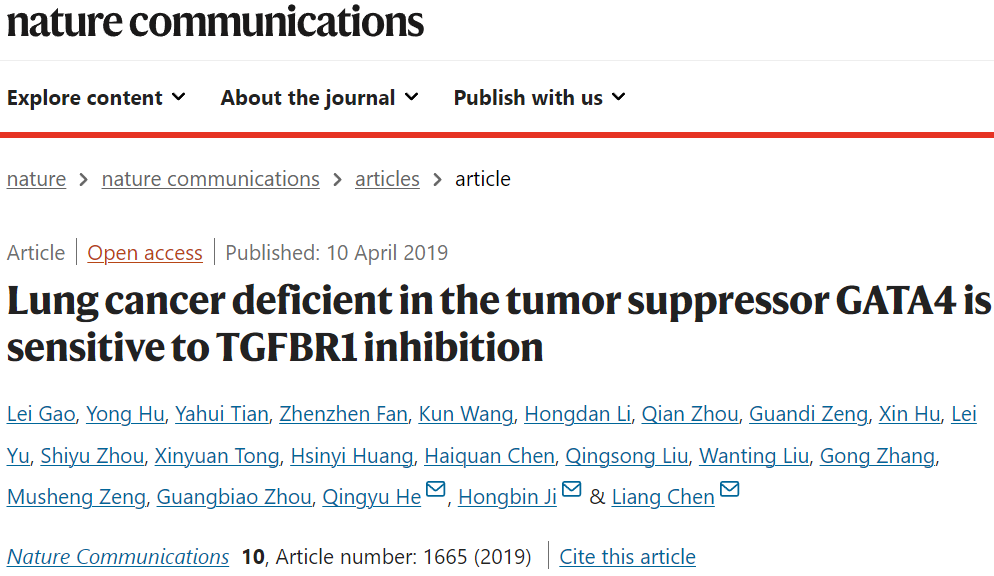 nature communications
Explore content About the journal Publish with us
nature > nature communications > articles > article
Article | Open access | Published: 10 April 2019
Lung cancer deficient in the tumor suppressor GATA4 is
sensitive to TGFBR1 inhibition
Lei Gao, Yong Hu, Yahui Tian, Zhenzhen Fan, Kun Wang, Hongdan Li, Qian Zhou, Guandi Zeng, Xin Hu, Lei
Yu, Shiyu Zhou, Xinyuan Tong, Hsinyi Huang, Haiquan Chen, Qingsong Liu, Wanting Liu, Gong Zhang,
Musheng Zeng, Guangbiao Zhou, Qingyu He, Hongbin Ji & Liang Chen
Nature Communications 10, Article number: 1665 (2019) | Cite this article